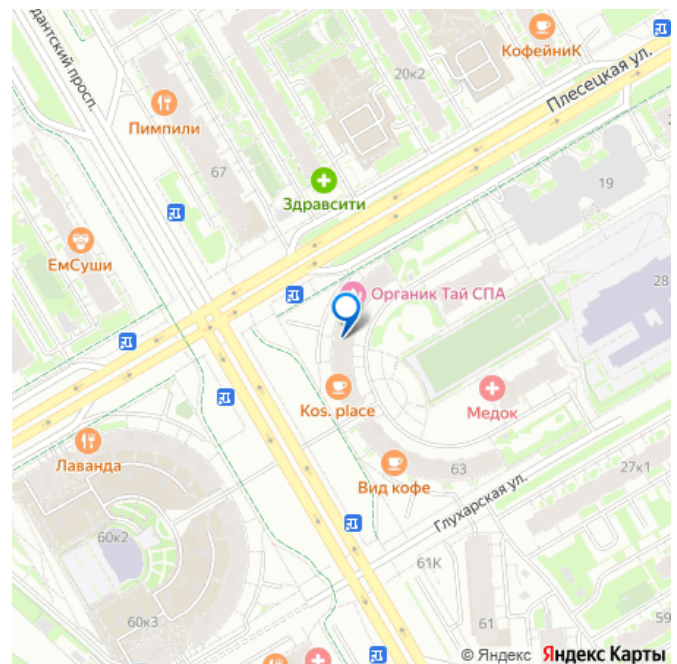 дантский просп.
КофейниК
Плесецкая ул.
20к2
Пимпили
67
Здравсити
19
ЕмСуши
28
Органик Тай СПА
Kos. place
Медок
Лаванда
Вид кофе
63
27к1
Глухарская ул.
60к2
61К
60к3
61
59
© Яндекс Яндекс Карты